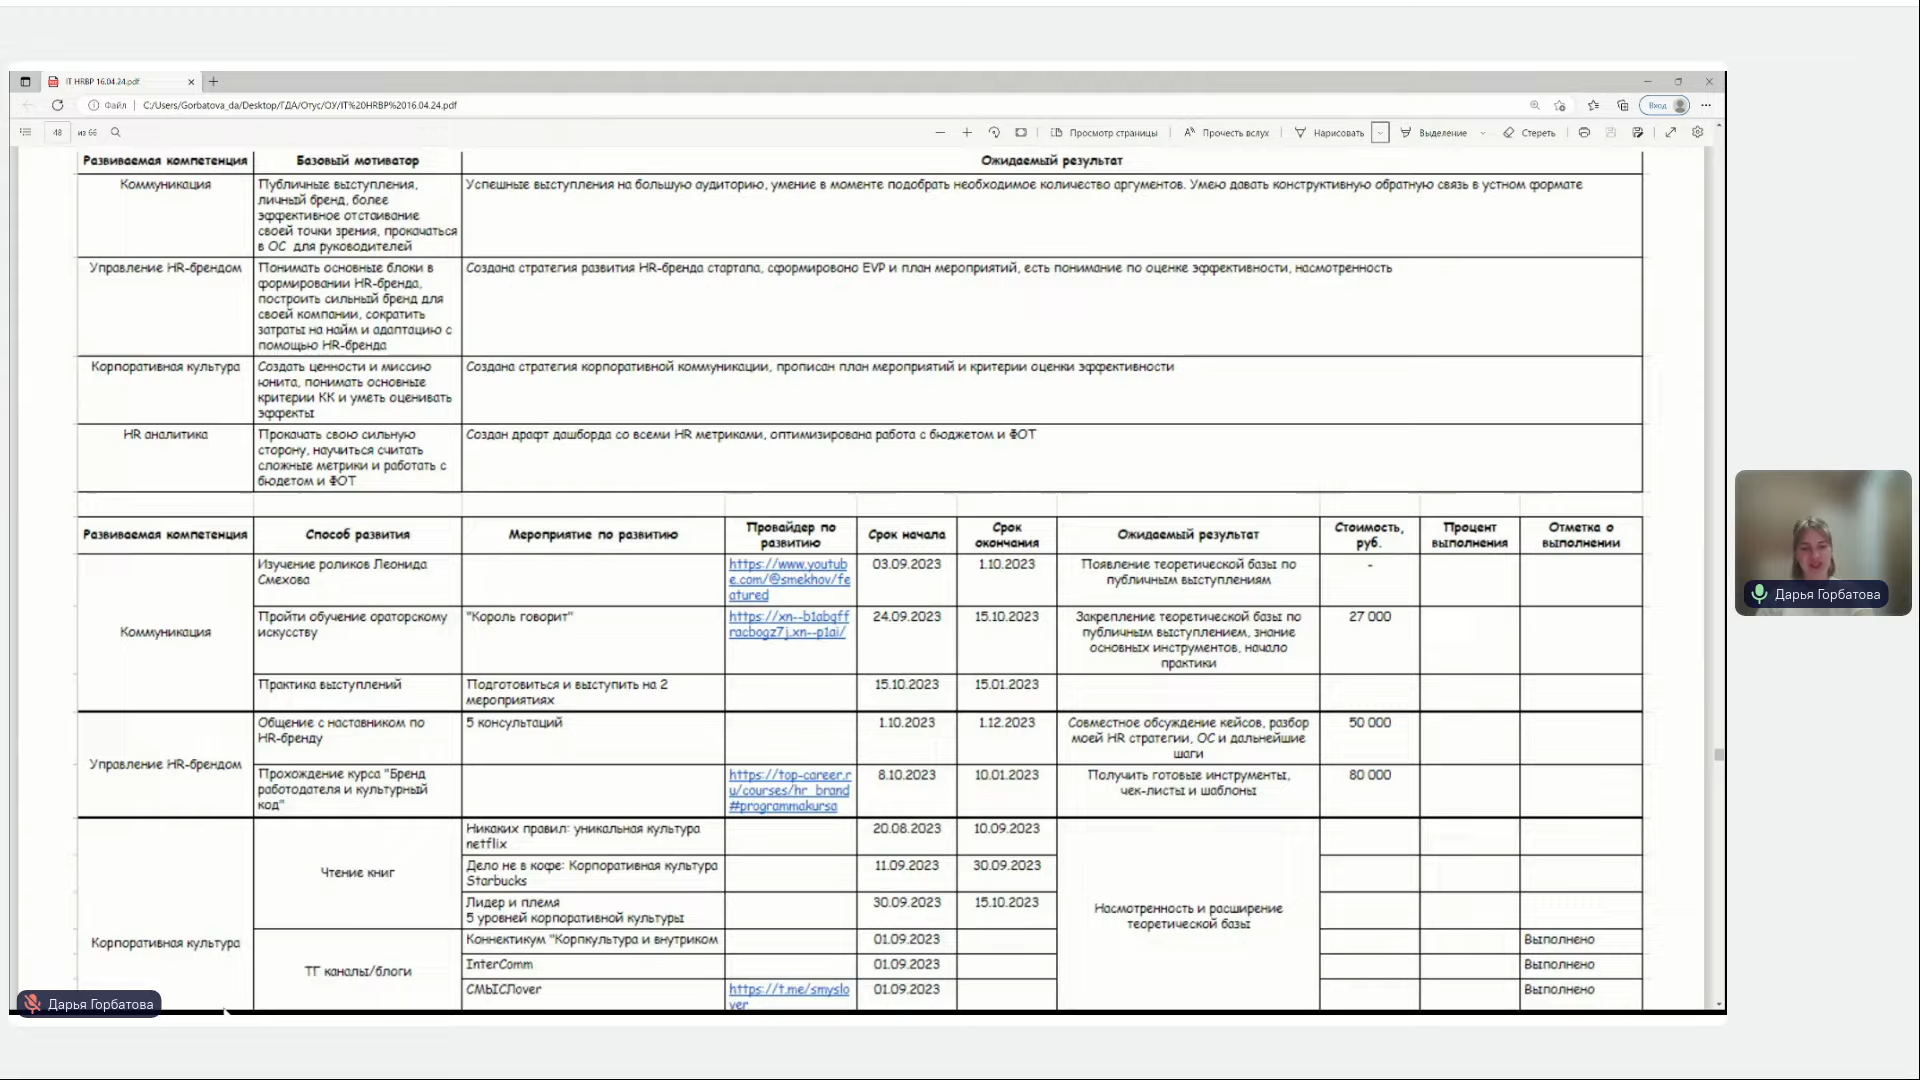 IT HRBP 16.04.24.pdf
Файл
C:/Users/Gorbatova_da/Desktop/ГДА/Отус/ОУ/IT%20HRBP%2016.04.24.pdf
Вход
48 из 66
Просмотр страницы
Прочесть вслух
Нарисовать
Выделение
Стереть
Развиваемая компетенция Базовый мотиватор Ожидаемый результат
Коммуникация
Публичные выступления,
личный бренд, более
эффективное отстаивание
своей точки зрения, прокачаться
в ОС для руководителей
Успешные выступления на большую аудиторию, умение в моменте подобрать необходимое количество аргументов. Умею давать конструктивную обратную связь в устном формате
Управление HR-брендом
Понимать основные блоки в
формировании HR-бренда,
построить сильный бренд для
своей компании, сократить
затраты на найм и адаптацию с
помощью HR-бренда
Создана стратегия развития HR-бренда стартапа, сформировоно EVP и план мероприятий, есть понимание по оценке эффективности, насмотренность
Корпоративная культура
Создать ценности и миссию
юнита, понимать основные
критерии КК и уметь оценивать
эффекты
Создана стратегия корпоративной коммуникации, прописан план мероприятий и критерии оценки эффективности
HR аналитика
Прокачать свою сильную
сторону, научиться считать
сложные метрики и работать с
бюдетом и ФОТ
Создан драфт дашборда со всеми HR метриками, оптимизирована работа с бюджетом и ФОТ
Развиваемая компетенция
Способ развития
Мероприятие по развитию
Провайдер по
развитию
Срок начала
Срок
окончания
Ожидаемый результат
Стоимость,
руб.
Процент
выполнения
Отметка о
выполнении
Коммуникация
Изучение роликов Леонида
Смехова
https://www.youtub
e.com/@smekhov/fe
atured
03.09.2023
1.10.2023
Появление теоретической базы по
публичным выступлениям
-
Пройти обучение ораторскому
искусству
"Король говорит"
https://xn--b1abqff
racbogz7j.xn--p1ai/
24.09.2023
15.10.2023
Закрепление теоретической базы по
публичным выступлением, знание
основных инструментов, начало
практики
27 000
Практика выступлений
Подготовиться и выступить на 2
мероприятиях
15.10.2023
15.01.2023
Управление HR-брендом
Общение с наставником по
HR-бренду
5 консультаций
1.10.2023
1.12.2023
Совместное обсуждение кейсов, разбор
моей HR стратегии, ОС и дальнейшие
шаги
50 000
Прохождение курса "Бренд
работодателя и культурный
код"
https://top-career.r
u/courses/hr_brand
#programmakursa
8.10.2023
10.01.2023
Получить готовые инструменты,
чек-листы и шаблоны
80 000
Корпоративная культура
Чтение книг
Никаких правил: уникальная культура
netflix
20.08.2023
10.09.2023
Дело не в кофе: Корпоративная культура
Starbucks
11.09.2023
30.09.2023
Лидер и племя
5 уровней корпоративной культуры
30.09.2023
15.10.2023
Насмотренность и расширение
теоретической базы
ТГ каналы/блоги
Коннектикум "Корпкультура и внутриком
01.09.2023
Выполнено
InterComm
01.09.2023
Выполнено
СМЫСЛover
https://t.me/smyslo
ver
01.09.2023
Выполнено
Дарья Горбатова
Дарья Горбатова